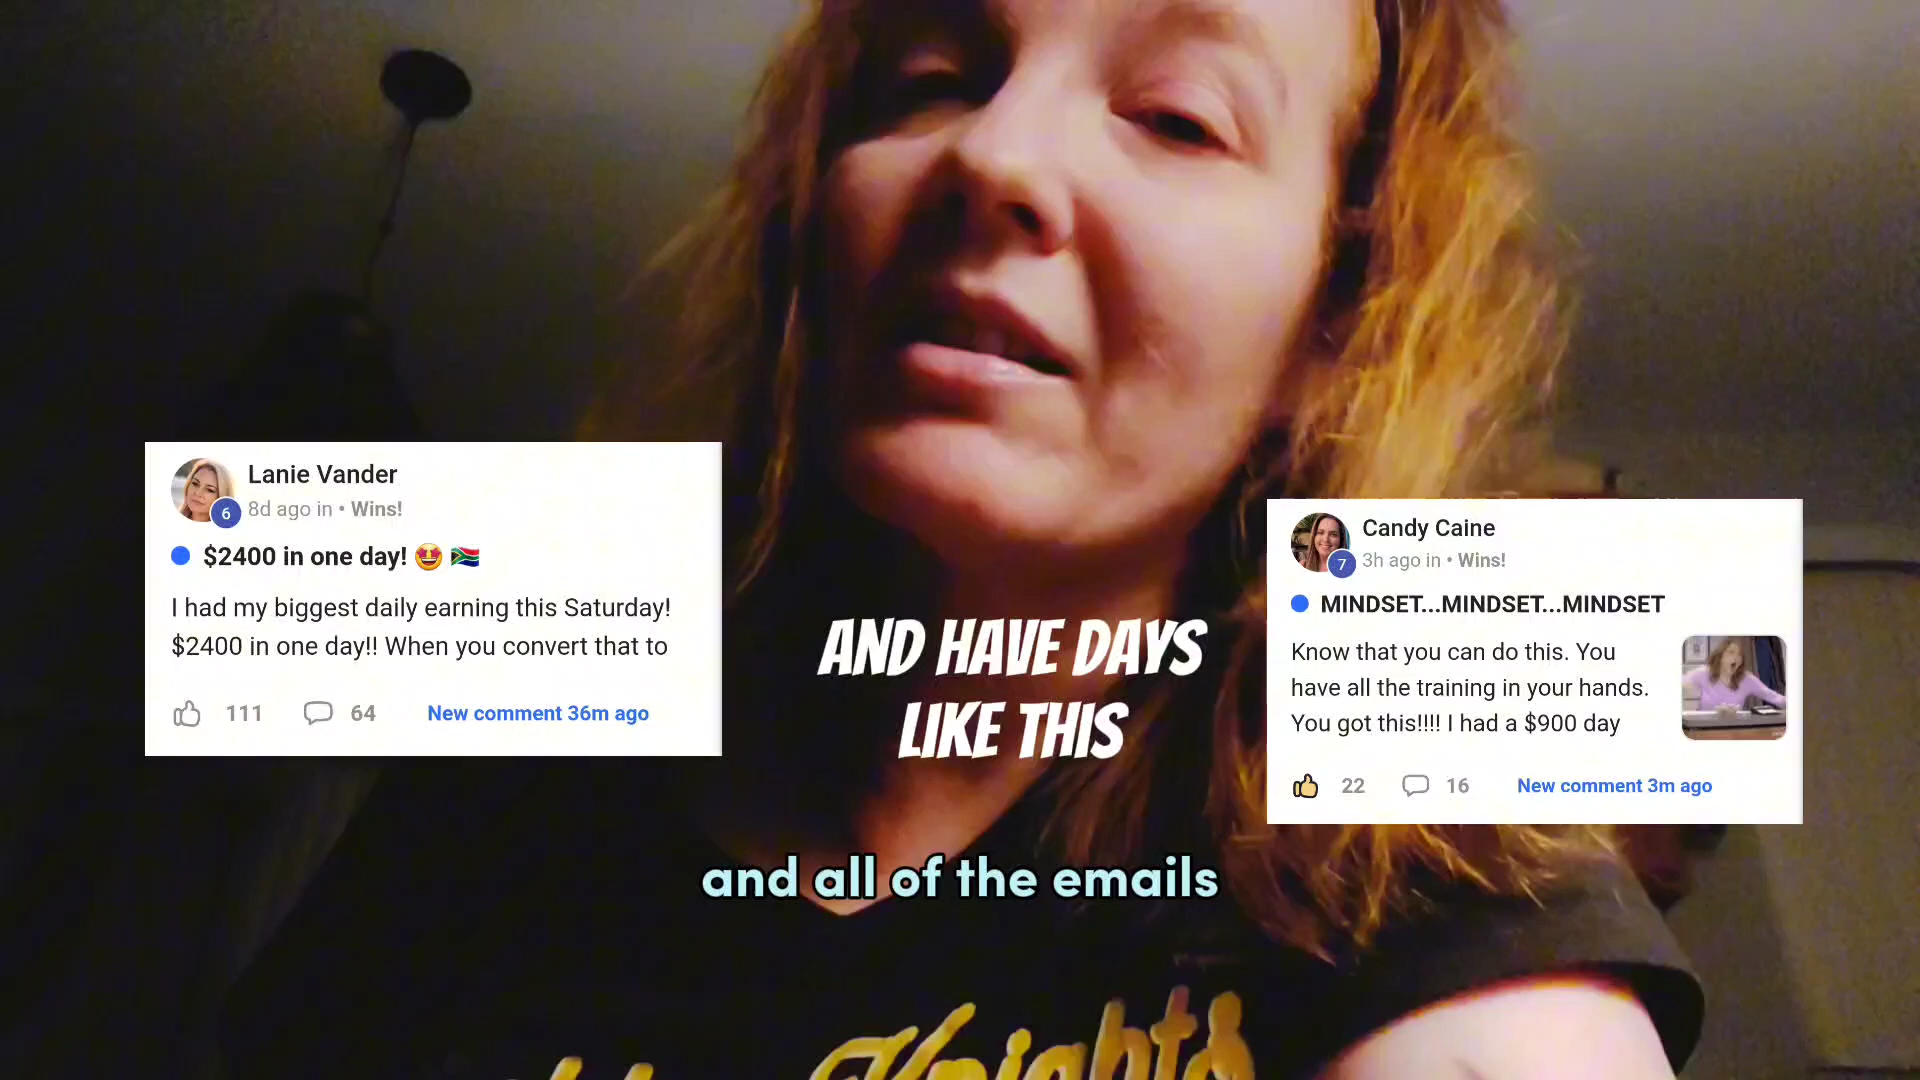 Lanie Vander
6
8d ago in • Wins!
$2400 in one day! 🤩 🇿🇦
I had my biggest daily earning this Saturday!
$2400 in one day!! When you convert that to
111 64 New comment 36m ago
Candy Caine
7
3h ago in • Wins!
MINDSET...MINDSET...MINDSET
Know that you can do this. You
have all the training in your hands.
You got this!!!! I had a $900 day
22 16 New comment 3m ago
AND HAVE DAYS
LIKE THIS
and all of the emails
Knights